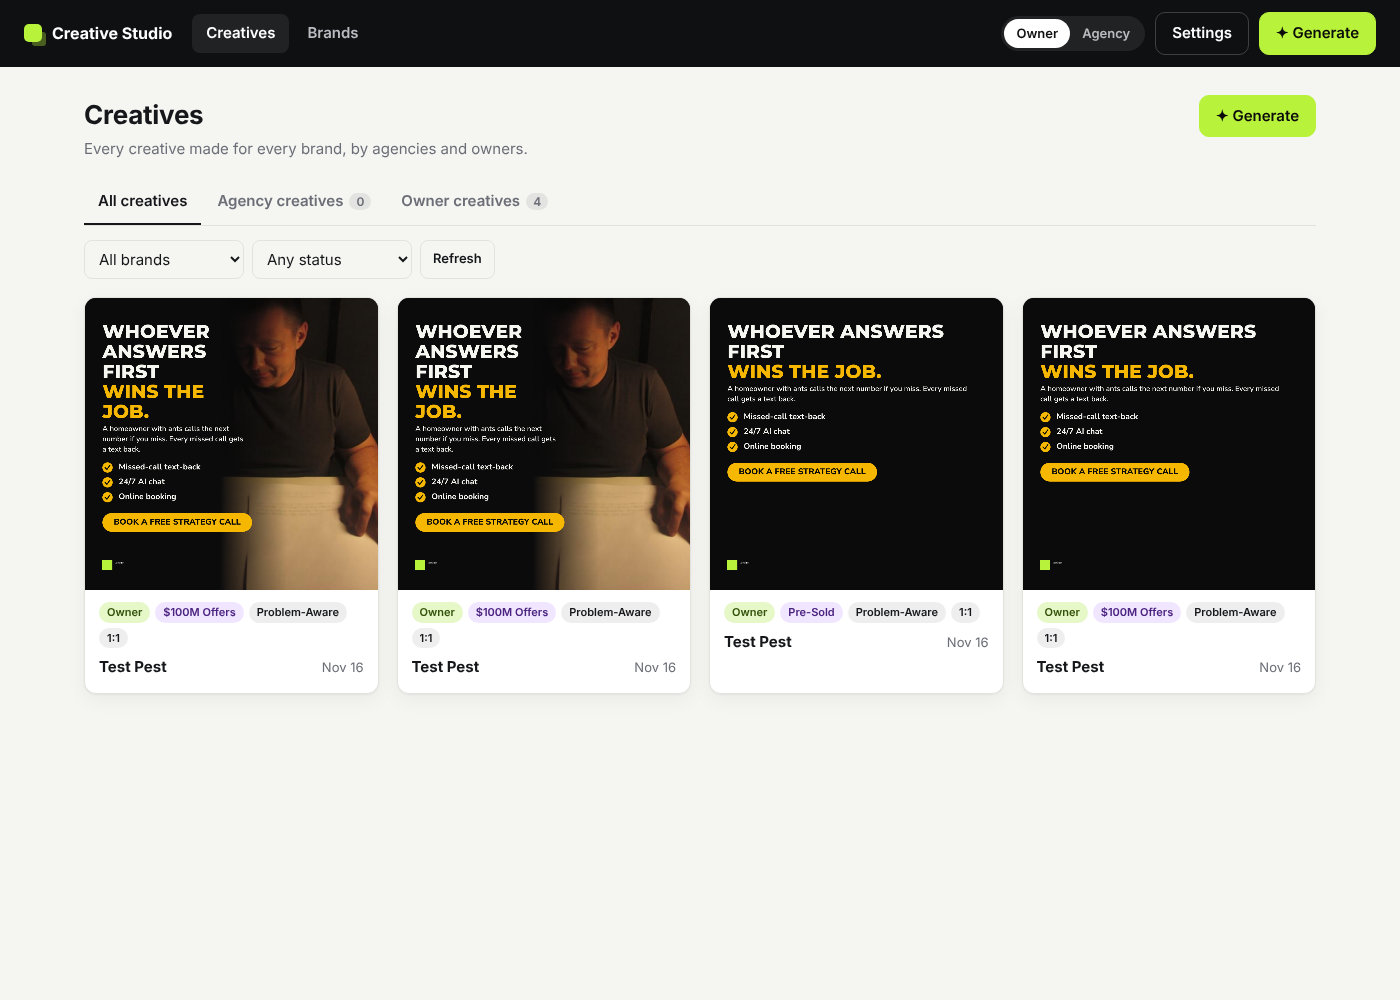 Creative Studio
Creatives
Brands
Owner
Agency
Settings
✦ Generate
Creatives
✦ Generate
Every creative made for every brand, by agencies and owners.
All creatives
Agency creatives 0
Owner creatives 4
All brands
Any status
Refresh
WHOEVER
ANSWERS
FIRST
WINS THE
JOB.
A homeowner with ants calls the next
number if you miss. Every missed call gets
a text back.
Missed-call text-back
24/7 AI chat
Online booking
BOOK A FREE STRATEGY CALL
Owner
$100M Offers
Problem-Aware
1:1
Test Pest
Nov 16
WHOEVER
ANSWERS
FIRST
WINS THE
JOB.
A homeowner with ants calls the next
number if you miss. Every missed call gets
a text back.
Missed-call text-back
24/7 AI chat
Online booking
BOOK A FREE STRATEGY CALL
Owner
$100M Offers
Problem-Aware
1:1
Test Pest
Nov 16
WHOEVER ANSWERS
FIRST
WINS THE JOB.
A homeowner with ants calls the next number if you miss. Every missed
call gets a text back.
Missed-call text-back
24/7 AI chat
Online booking
BOOK A FREE STRATEGY CALL
Owner
Pre-Sold
Problem-Aware
1:1
Test Pest
Nov 16
WHOEVER ANSWERS
FIRST
WINS THE JOB.
A homeowner with ants calls the next number if you miss. Every missed
call gets a text back.
Missed-call text-back
24/7 AI chat
Online booking
BOOK A FREE STRATEGY CALL
Owner
$100M Offers
Problem-Aware
1:1
Test Pest
Nov 16